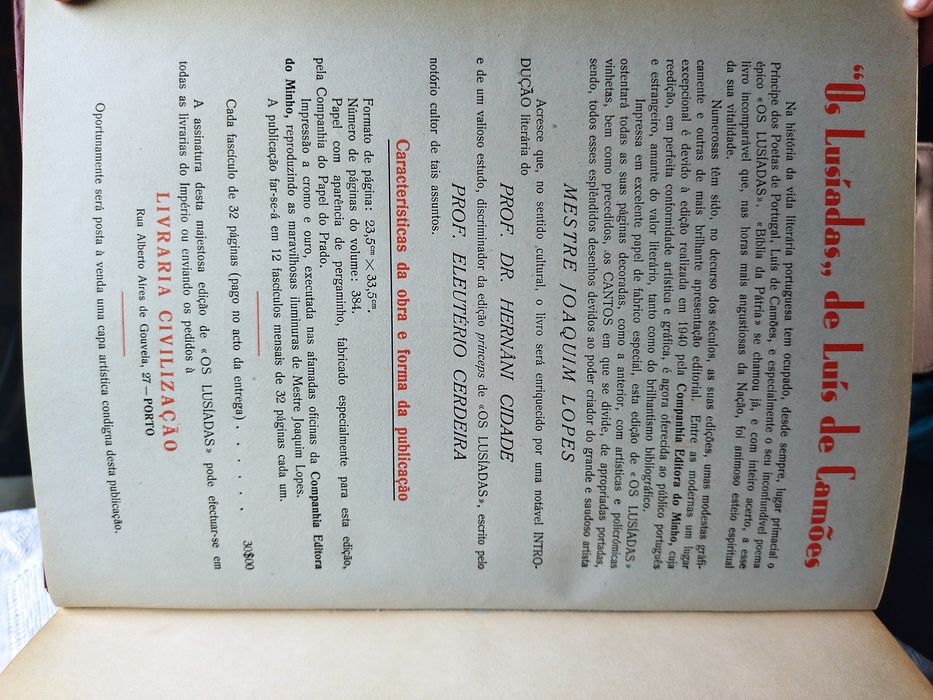 “Os Lusíadas„ de Luís de Camões
Na história da vida literária portuguesa tem ocupado, desde sempre, lugar primacial o
Príncipe dos Poetas de Portugal, Luís de Camões, e especialmente o seu inconfundível poema
épico «OS LUSÍADAS». «Bíblia da Pátria» se chamou já, e com inteiro acerto, a esse
livro incomparável que, nas horas mais angustiosas da Nação, foi animoso esteio espiritual
da sua vitalidade.
Numerosas têm sido, no decurso dos séculos, as suas edições, umas modestas gràfi-
camente e outras de mais brilhante apresentação editorial. Entre as modernas um lugar
excepcional é devido à edição realizada em 1940 pela Companhia Editora do Minho, cuja
reedição, em perfeita conformidade artística e gráfica, é agora oferecida ao público português
e estrangeiro, amante do valor literário, tanto como do brilhantismo bibliográfico.
Impressa em excelente papel de fabrico especial, esta edição de «OS LUSÍADAS»
ostentará todas as suas páginas decoradas, como a anterior, com artísticas e policrómicas
vinhetas, bem como precedidos, os CANTOS em que se divide, de apropriadas portadas,
sendo, todos esses esplêndidos desenhos devidos ao poder criador do grande e saudoso artista
MESTRE JOAQUIM LOPES
Acresce que, no sentido cultural, o livro será enriquecido por uma notável INTRO-
DUÇÃO literária do
PROF. DR. HERNÂNI CIDADE
e de um valioso estudo, discriminador da edição princeps de «OS LUSÍADAS», escrito pelo
PROF. ELEUTÉRIO CERDEIRA
notório cultor de tais assuntos.
Características da obra e forma da publicação
Formato de página: 23,5cm × 33,5cm.
Número de páginas do volume: 384.
Papel com aparência de pergaminho, fabricado especialmente para esta edição,
pela Companhia do Papel do Prado.
Impressão a cromo e ouro, executada nas afamadas oficinas da Companhia Editora
do Minho, reproduzindo as maravilhosas iluminuras de Mestre Joaquim Lopes.
A publicação far-se-á em 12 fascículos mensais de 32 páginas cada um.
Cada fascículo de 32 páginas (pago no acto da entrega) . . . . . . 30$00
A assinatura desta majestosa edição de «OS LUSÍADAS» pode efectuar-se em
todas as livrarias do Império ou enviando os pedidos à
LIVRARIA CIVILIZAÇÃO
Rua Alberto Aires de Gouveia, 27 — PORTO
Oportunamente será posta à venda uma capa artística condigna desta publicação.